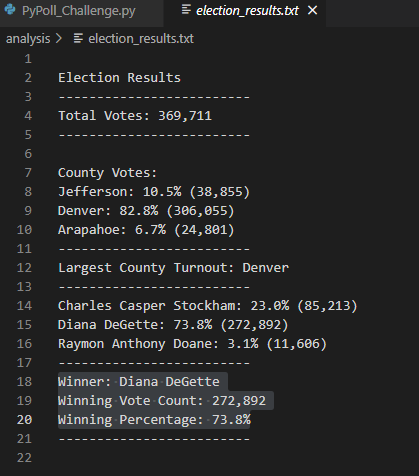 PyPoll_Challenge.py election_results.txt ×
analysis > election_results.txt
1
2 Election Results
3 -------------------------
4 Total Votes: 369,711
5 -------------------------
6
7 County Votes:
8 Jefferson: 10.5% (38,855)
9 Denver: 82.8% (306,055)
10 Arapahoe: 6.7% (24,801)
11 -------------------------
12 Largest County Turnout: Denver
13 -------------------------
14 Charles Casper Stockham: 23.0% (85,213)
15 Diana DeGette: 73.8% (272,892)
16 Raymon Anthony Doane: 3.1% (11,606)
17 -------------------------
18 Winner: Diana DeGette
19 Winning Vote Count: 272,892
20 Winning Percentage: 73.8%
21 -------------------------
22